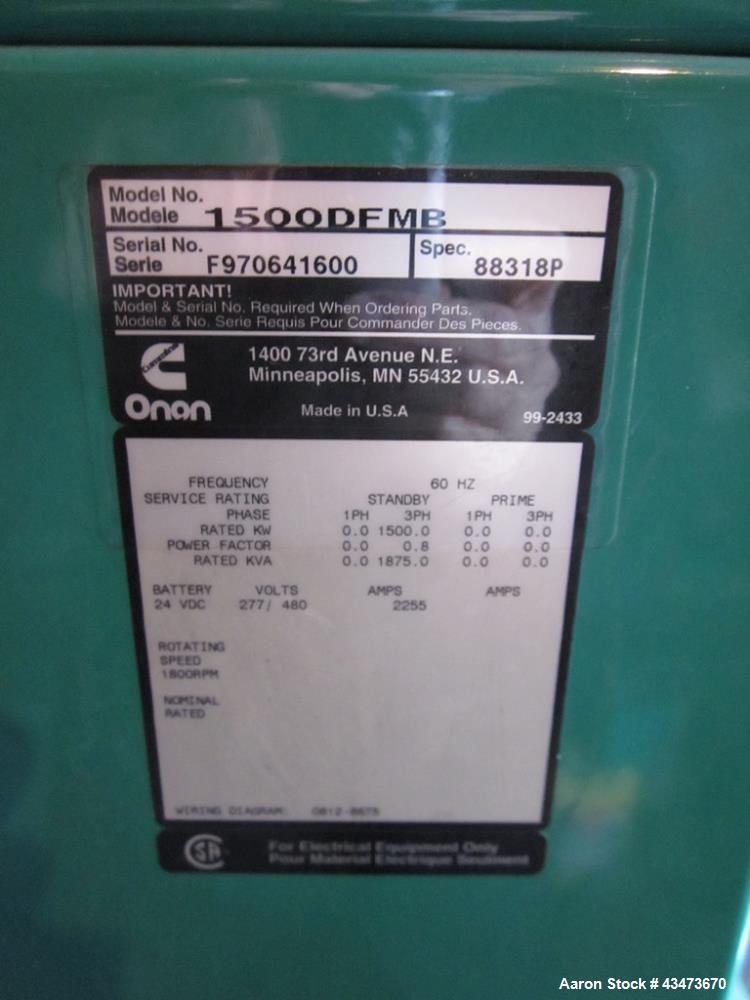 Model No.
Modele 1500DFMB
Serial No.
Serie F970641600
Spec.
88318P
IMPORTANT!
Model & Serial No. Required When Ordering Parts.
Modele & No. Serie Requis Pour Commander Des Pieces.
Cummins
Onan
1400 73rd Avenue N.E.
Minneapolis, MN 55432 U.S.A.
Made in U.S.A
99-2433
FREQUENCY 60 HZ
SERVICE RATING STANDBY PRIME
PHASE 1PH 3PH 1PH 3PH
RATED KW 0.0 1500.0 0.0 0.0
POWER FACTOR 0.0 0.8 0.0 0.0
RATED KVA 0.0 1875.0 0.0 0.0
BATTERY VOLTS AMPS AMPS
24 VDC 277/ 480 2255
ROTATING
SPEED
1800RPM
NOMINAL
RATED
WIRING DIAGRAM:
For Electrical Equipment Only
Pour Material Electrique Seulment
Aaron Stock # 43473670